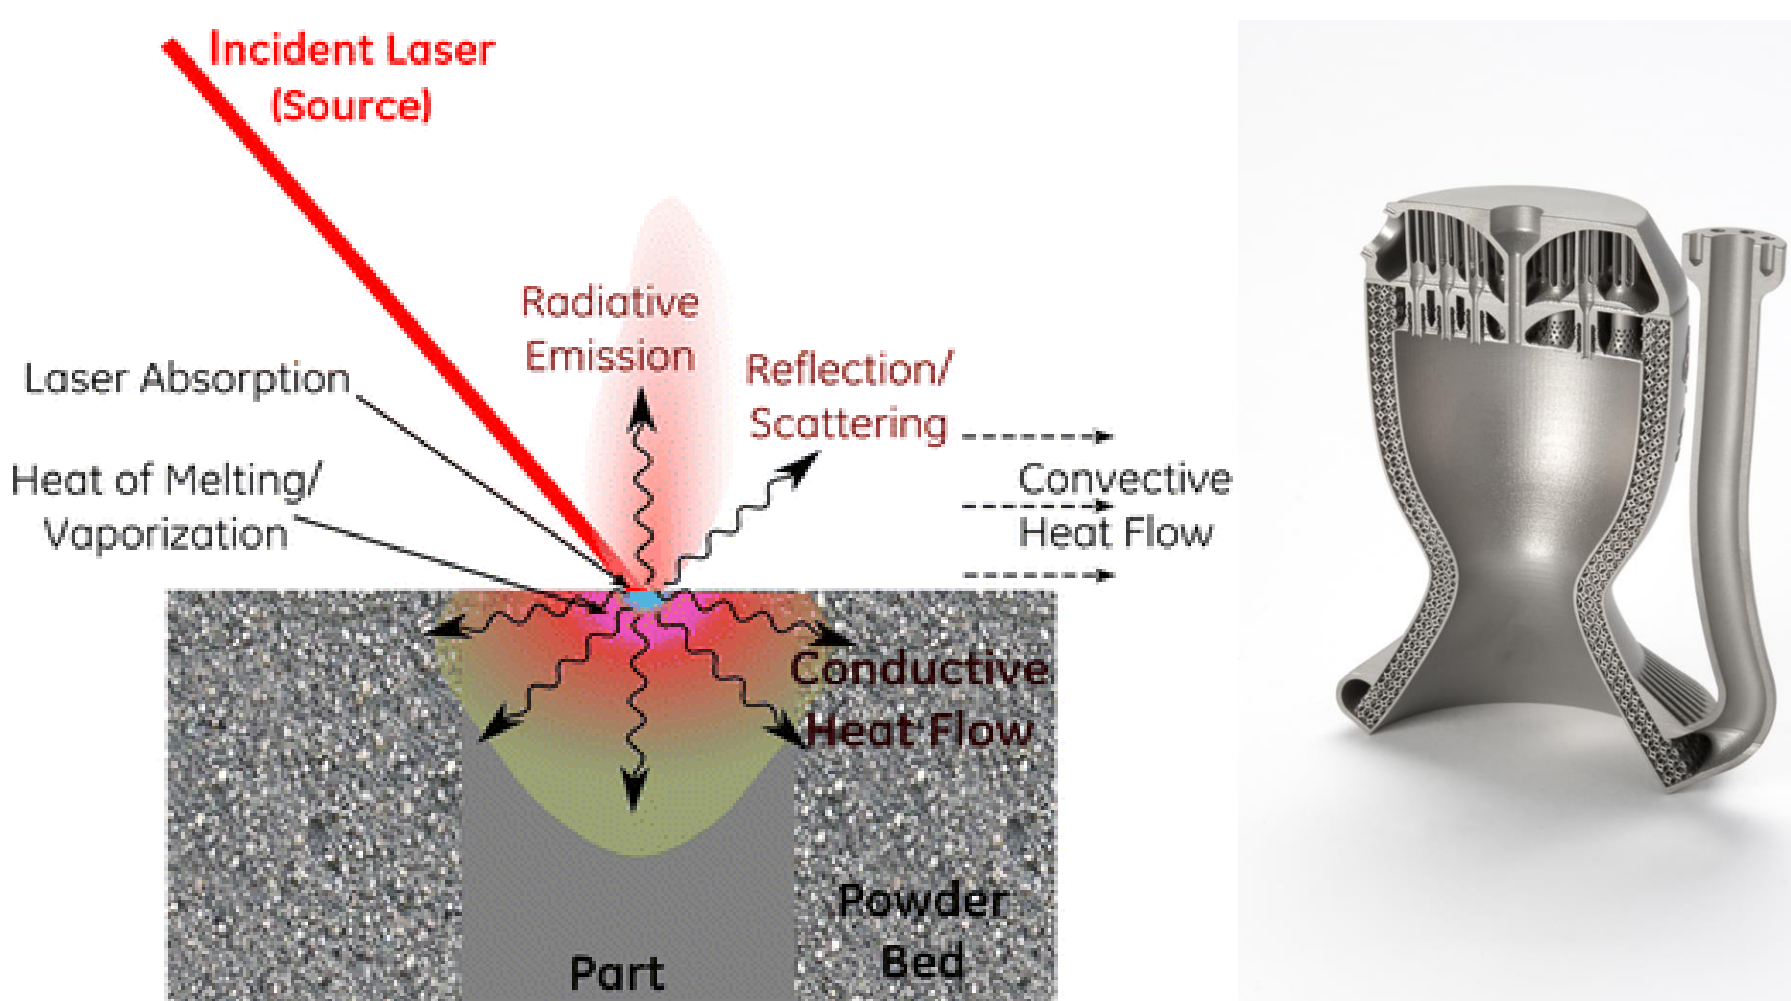 Incident Laser
(Source)
Radiative
Emission
Laser Absorption
Reflection/
Scattering
Heat of Melting/
Vaporization
Convective
Heat Flow
Conductive
Heat Flow
Powder
Bed
Part